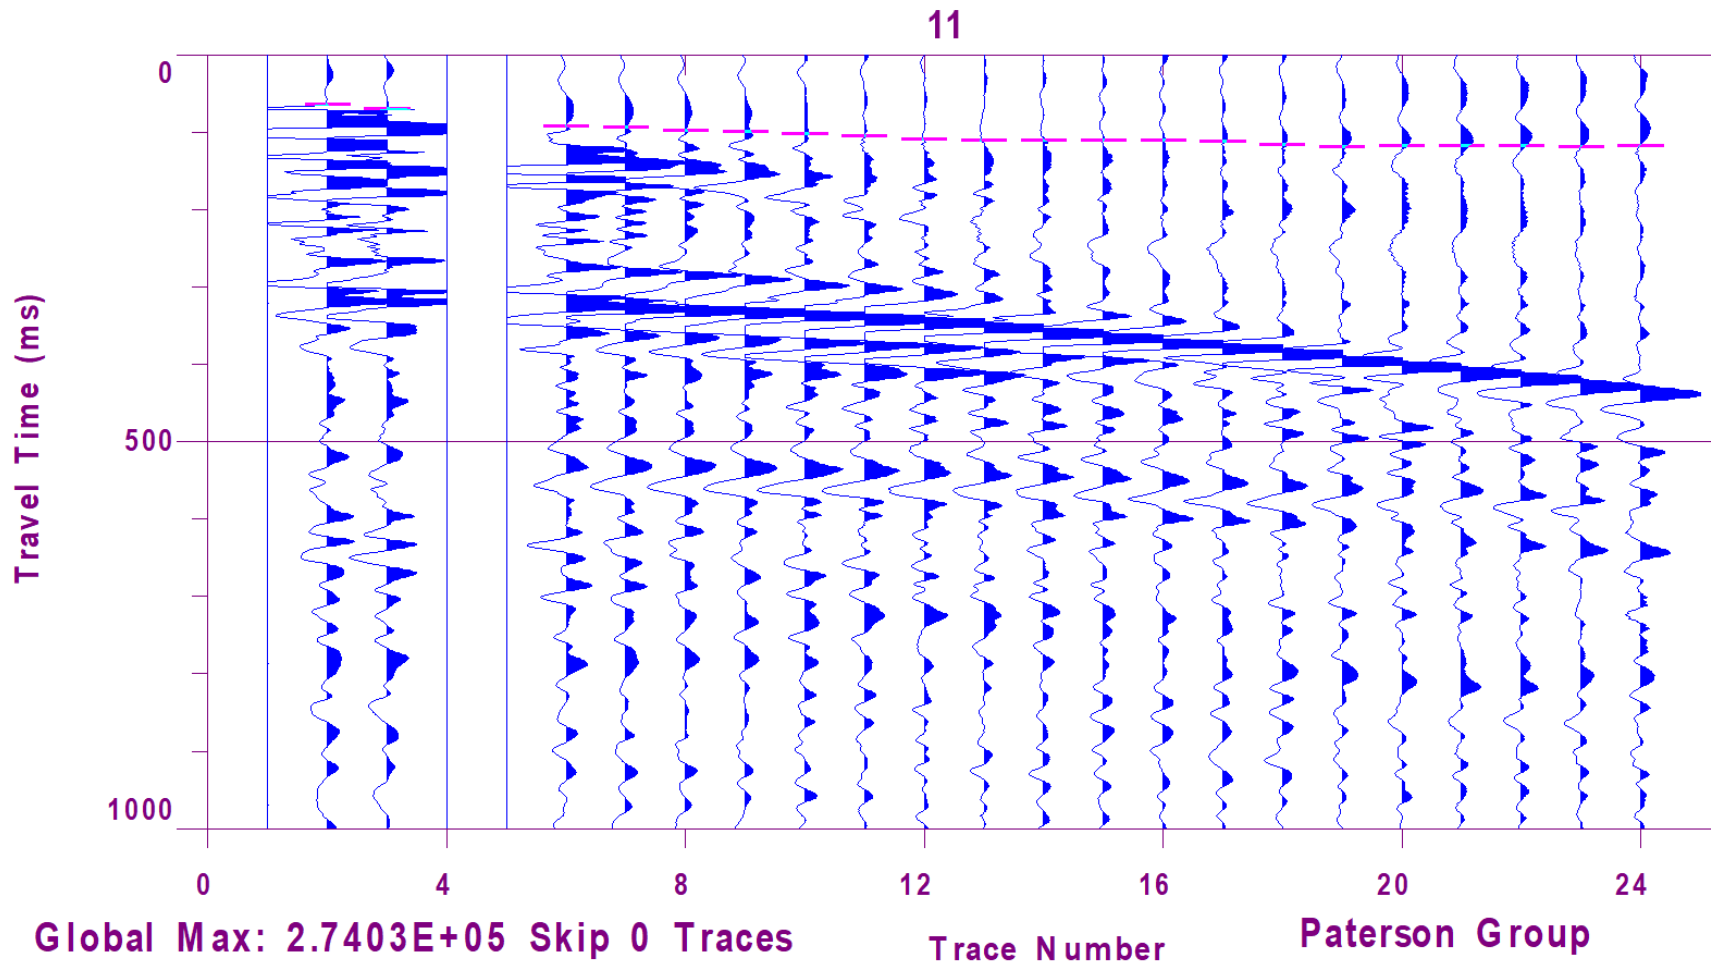 11
0
500
1000
Travel Time (ms)
0 4 8 12 16 20 24
Global Max: 2.7403E+05 Skip 0 Traces
Trace Number
Paterson Group